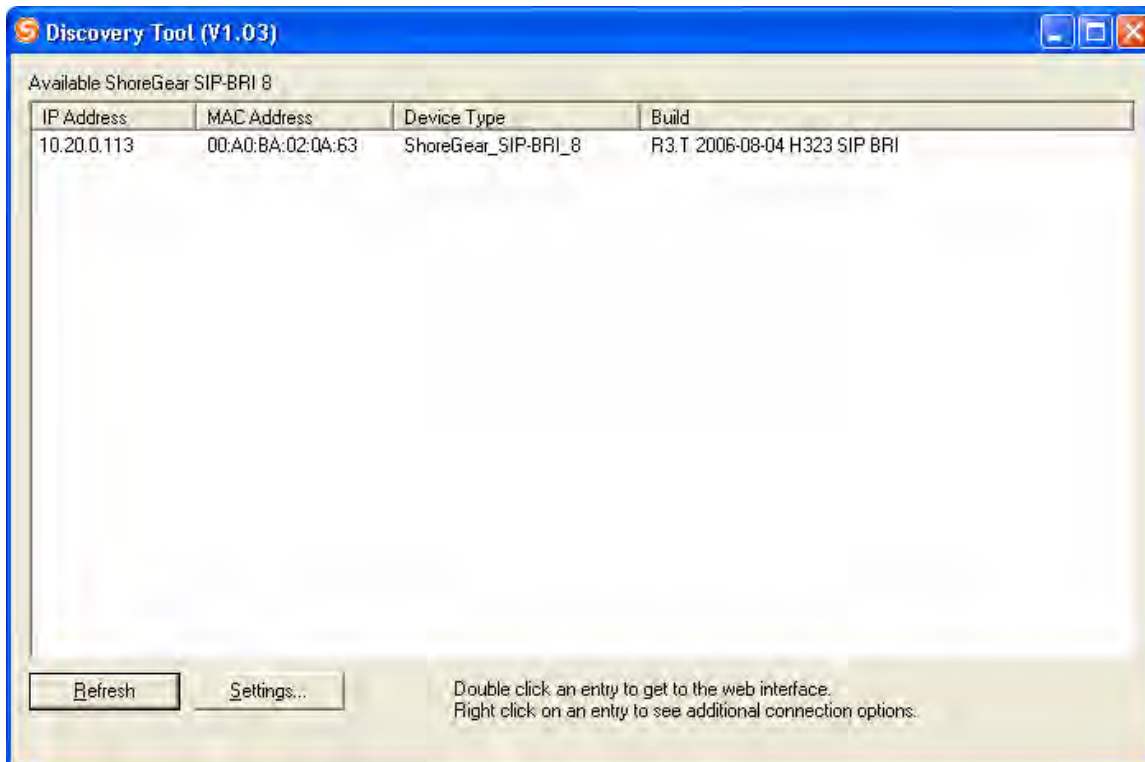 Discovery Tool (V1.03)
Available ShoreGear SIP-BRI 8
IP Address MAC Address Device Type Build
10.20.0.113 00:A0:BA:02:0A:63 ShoreGear_SIP-BRI_8 R3.T 2006-08-04 H323 SIP BRI
Refresh Settings... Double click an entry to get to the web interface.
Right click on an entry to see additional connection options.